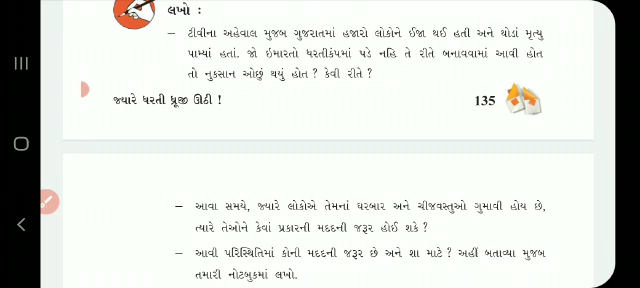 લખો :
– ટીવીના અહેવાલ મુજબ ગુજરાતમાં હજારો લોકોને ઈજા થઈ હતી અને થોડાં મૃત્યુ
પામ્યાં હતાં. જો ઇમારતો ધરતીકંપમાં પડે નહિ તે રીતે બનાવવામાં આવી હોત
તો નુકસાન ઓછું થયું હોત ? કેવી રીતે ?
જ્યારે ધરતી ધ્રૂજી ઊઠી ! 135
– આવા સમયે, જ્યારે લોકોએ તેમનાં ઘરબાર અને ચીજવસ્તુઓ ગુમાવી હોય છે,
ત્યારે તેઓને કેવાં પ્રકારની મદદની જરૂર હોઈ શકે ?
– આવી પરિસ્થિતિમાં કોની મદદની જરૂર છે અને શા માટે ? અહીં બતાવ્યા મુજબ
તમારી નોટબુકમાં લખો.